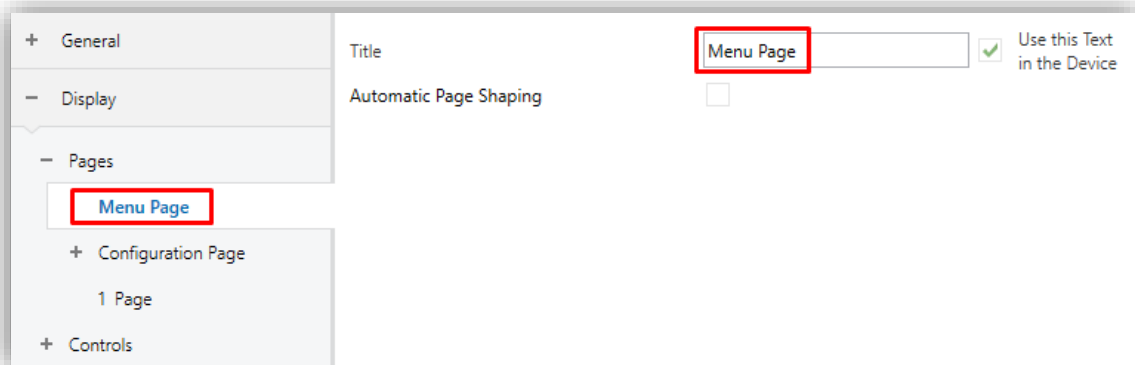 + General
− Display
− Pages
Menu Page
+ Configuration Page
1 Page
+ Controls
Title
Menu Page
Use this Text
in the Device
Automatic Page Shaping